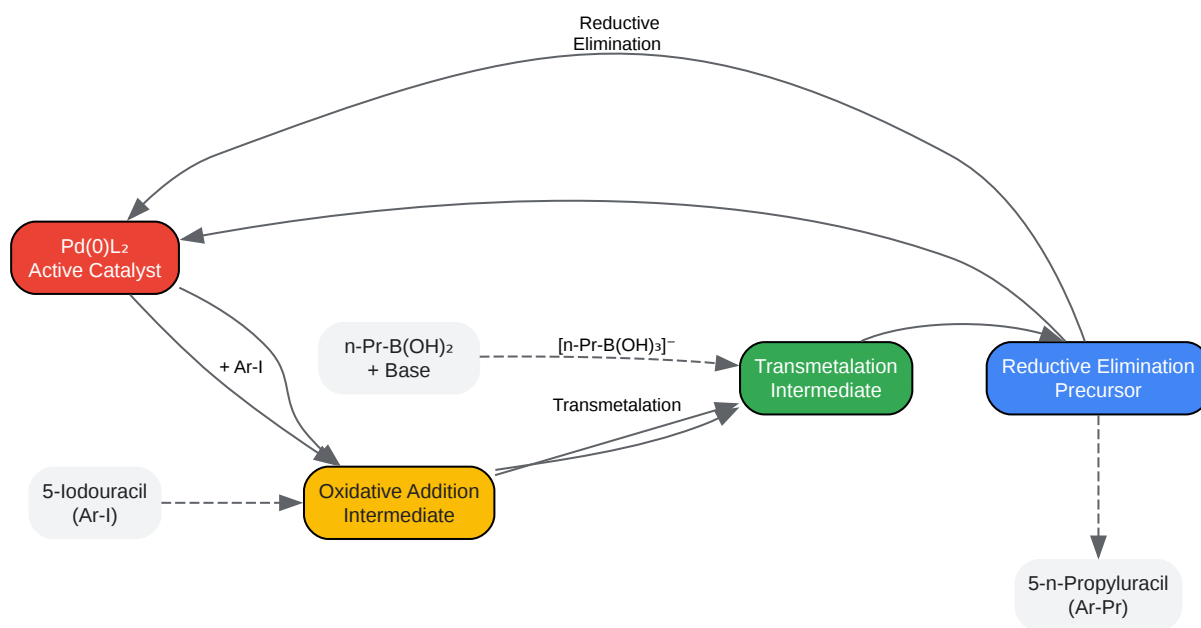 Reductive
Elimination
Pd(0)L₂
Active Catalyst
+ Ar-I
n-Pr-B(OH)₂
+ Base
[n-Pr-B(OH)₃]⁻
Transmetalation
Transmetalation
Intermediate
Reductive Elimination
Precursor
5-Iodouracil
(Ar-I)
Oxidative Addition
Intermediate
5-n-Propyluracil
(Ar-Pr)